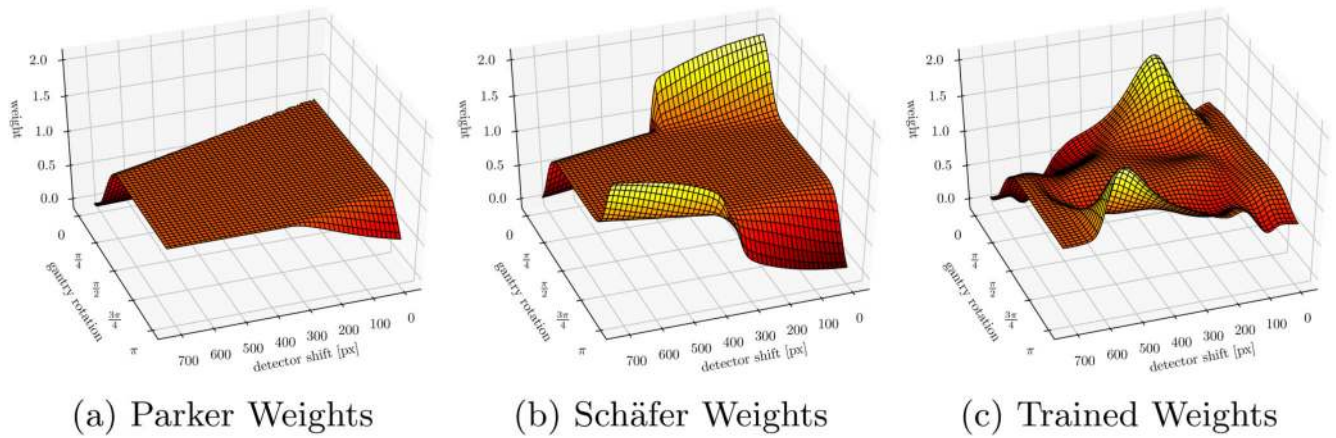 2.0
1.5
1.0
0.5
0.0
weight
0
π/4
π/2
3π/4
π
gantry rotation
700 600 500 400 300 200 100 0
detector shift [px]
(a) Parker Weights
2.0
1.5
1.0
0.5
0.0
weight
0
π/4
π/2
3π/4
π
gantry rotation
700 600 500 400 300 200 100 0
detector shift [px]
(b) Schäfer Weights
2.0
1.5
1.0
0.5
0.0
weight
0
π/4
π/2
3π/4
π
gantry rotation
700 600 500 400 300 200 100 0
detector shift [px]
(c) Trained Weights